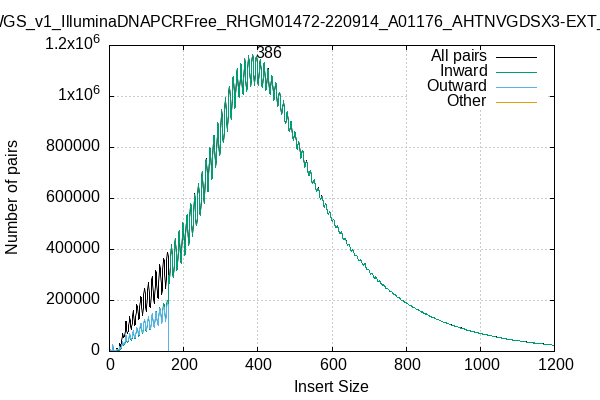 WGS_v1_IlluminaDNAPCRFree_RHGM01472-220914_A01176_AHTNVGDSX3-EXT_
1.2x10^6
1x10^6
800000
600000
400000
200000
0
Number of pairs
386
All pairs
Inward
Outward
Other
0 200 400 600 800 1000 1200
Insert Size